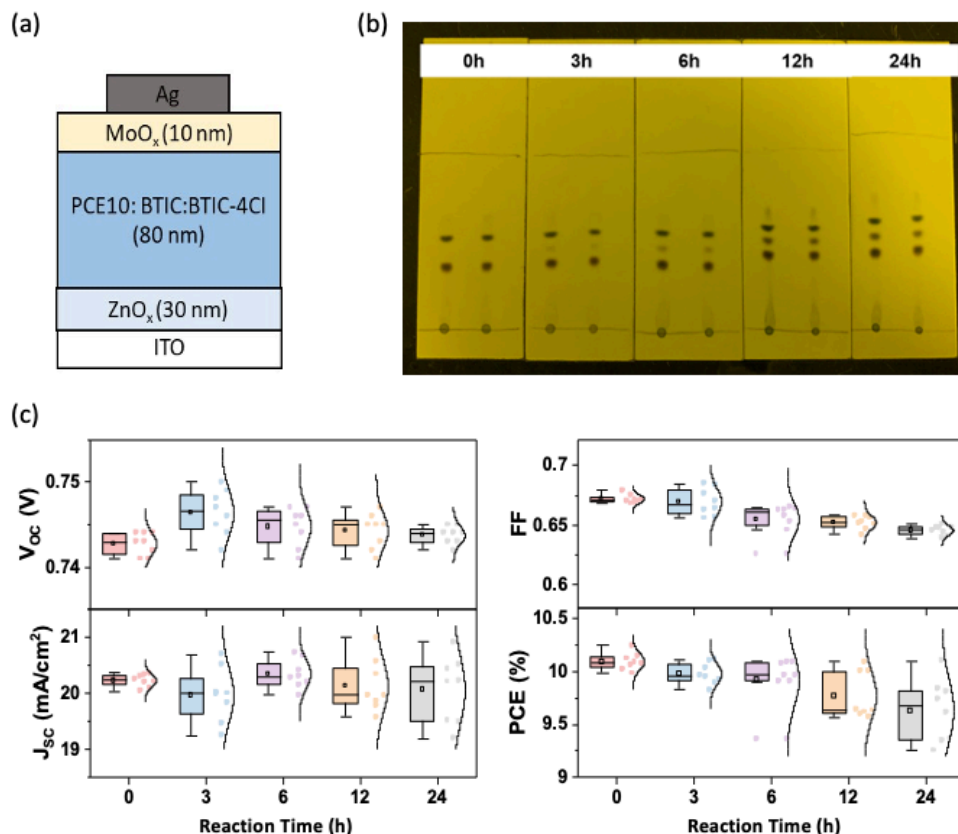 (a)
Ag
MoOₓ (10 nm)
PCE10: BTIC:BTIC-4Cl
(80 nm)
ZnOₓ (30 nm)
ITO
(b)
0h 3h 6h 12h 24h
(c)
V_OC (V)
0.75
0.74
J_SC (mA/cm²)
21
20
19
0 3 6 12 24
Reaction Time (h)
FF
0.7
0.65
0.6
PCE (%)
10.5
10
9.5
9
0 3 6 12 24
Reaction Time (h)